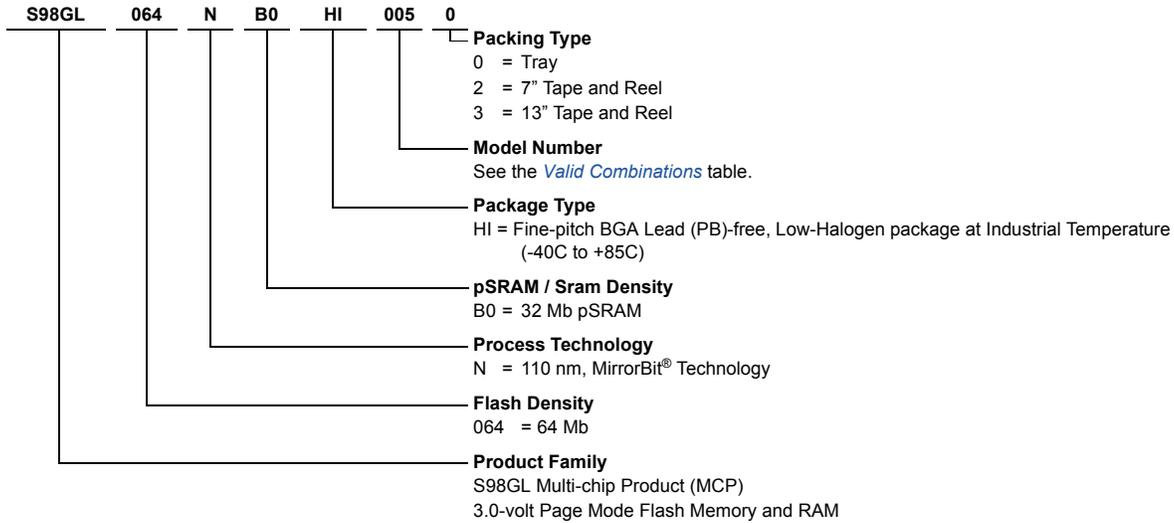 S98GL 064 N B0 HI 005 0
Packing Type
0 = Tray
2 = 7” Tape and Reel
3 = 13” Tape and Reel
Model Number
See the Valid Combinations table.
Package Type
HI = Fine-pitch BGA Lead (PB)-free, Low-Halogen package at Industrial Temperature
(-40C to +85C)
pSRAM / Sram Density
B0 = 32 Mb pSRAM
Process Technology
N = 110 nm, MirrorBit® Technology
Flash Density
064 = 64 Mb
Product Family
S98GL Multi-chip Product (MCP)
3.0-volt Page Mode Flash Memory and RAM